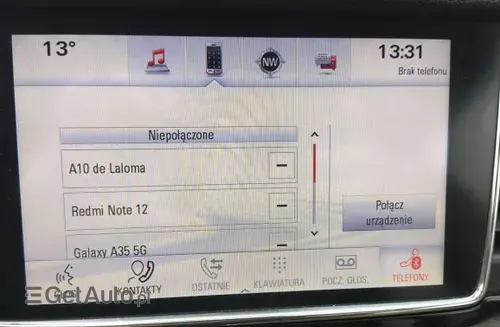 13°
NW
13:31
Brak telefonu
Niepołączone
A10 de Laloma
Redmi Note 12
Galaxy A35 5G
Połącz
urządzenie
KONTAKTY
OSTATNIE
KLAWIATURA
POCZ. GŁOS.
TELEFONY
GetAuto.pl